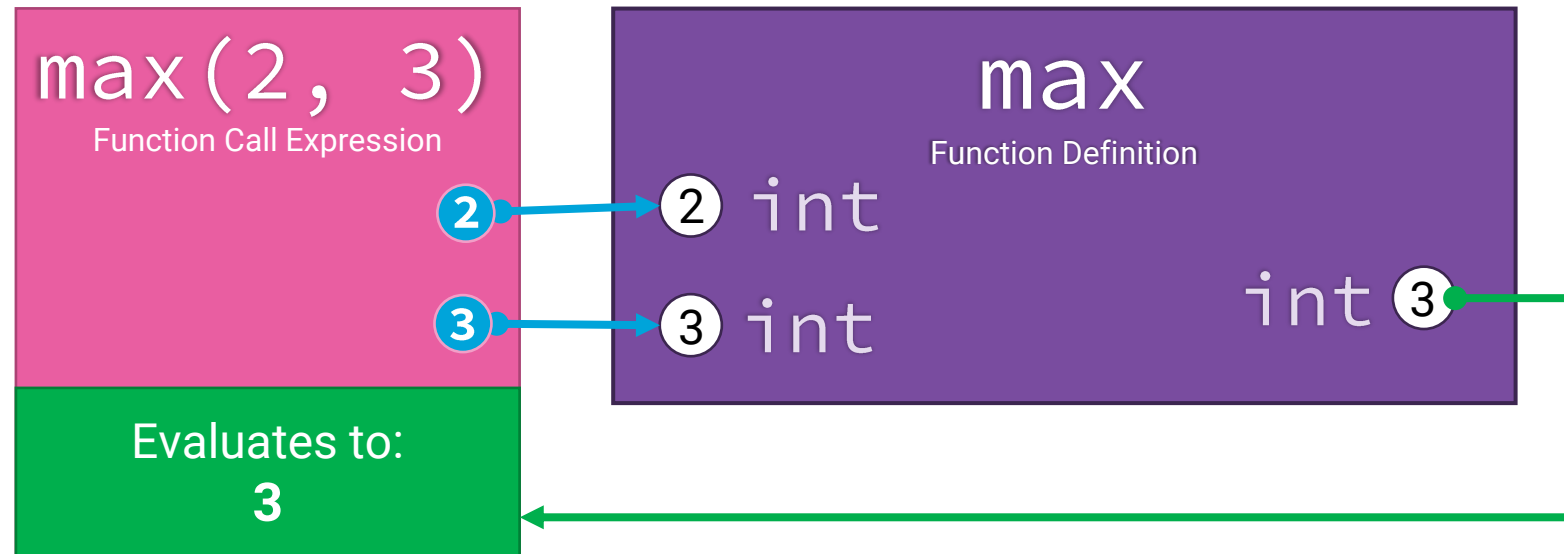 max(2, 3)
Function Call Expression
2
3
Evaluates to:
3
max
Function Definition
2 int
3 int
int 3